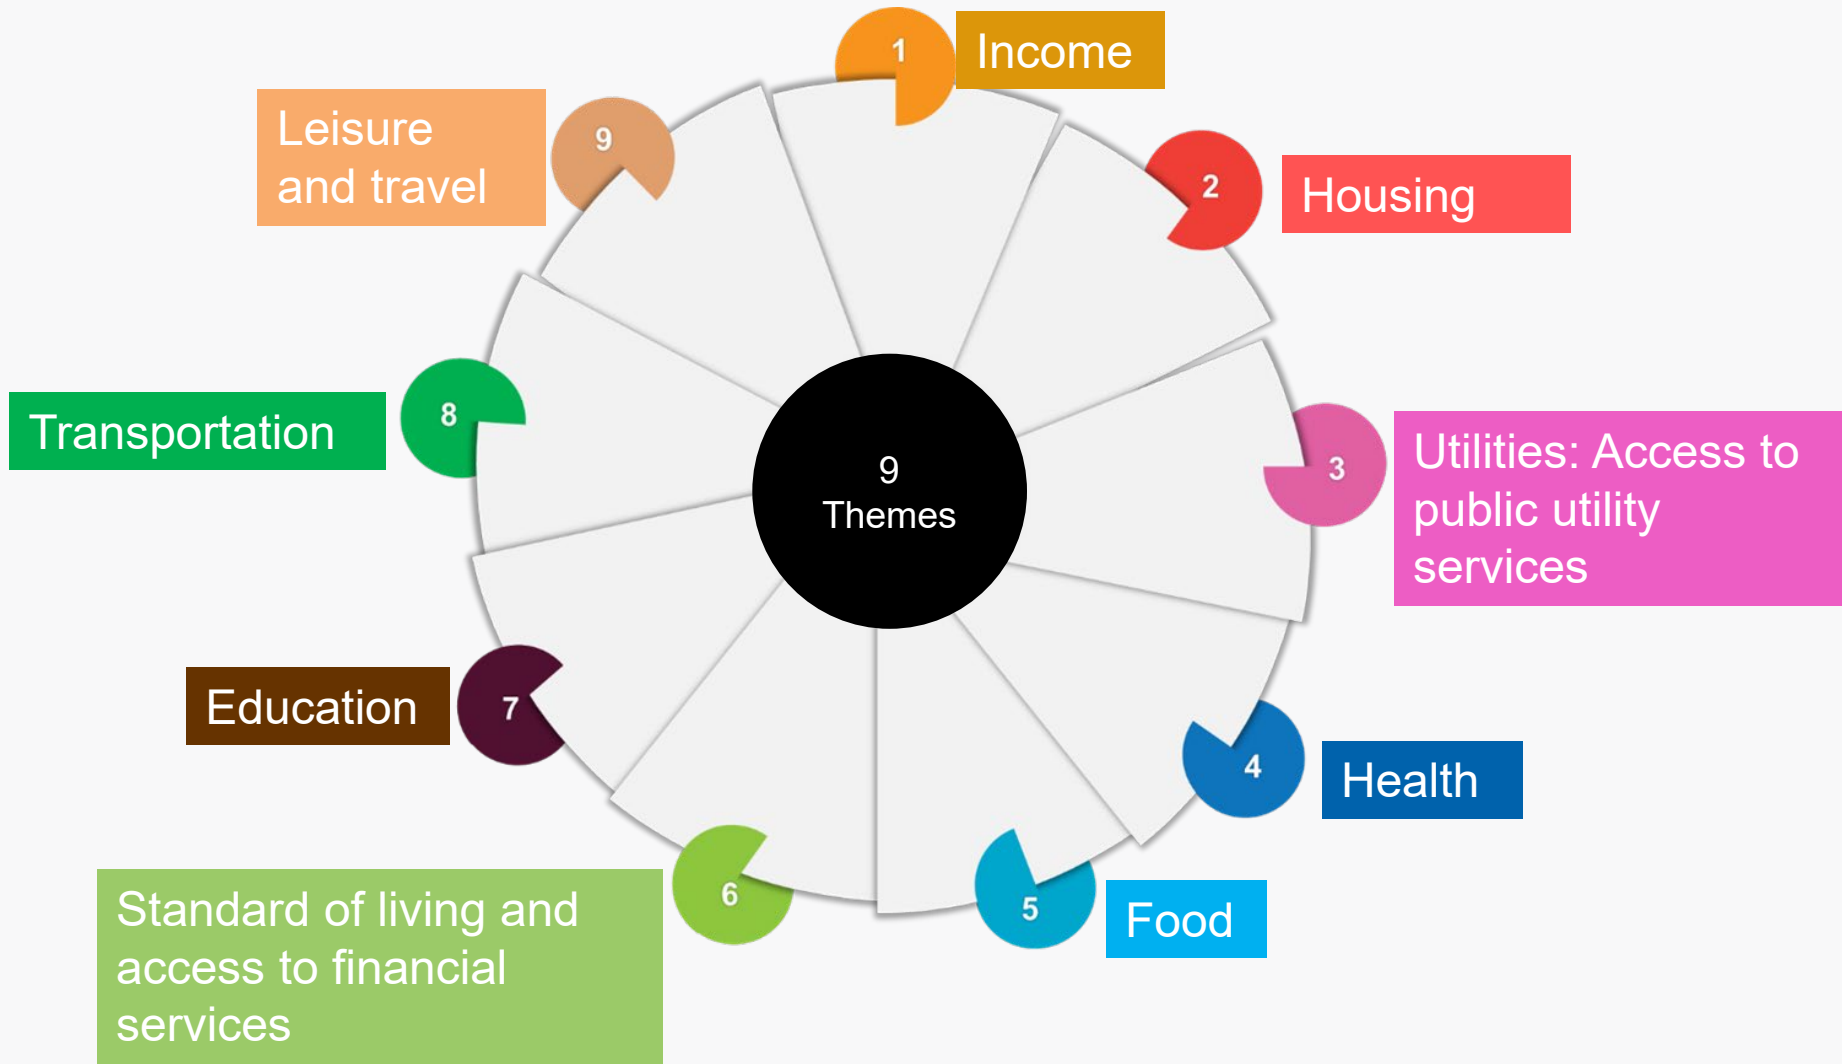 9
Themes
1
Income
2
Housing
3
Utilities: Access to
public utility
services
4
Health
5
Food
6
Standard of living and
access to financial
services
7
Education
8
Transportation
9
Leisure
and travel